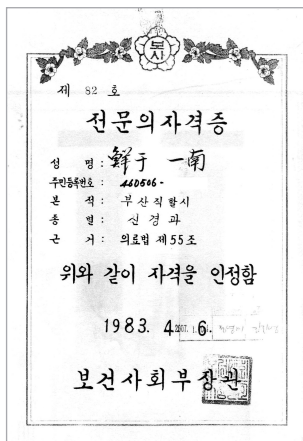 보사
제 82 호
전문의자격증
성 명 : 鮮于 一南
주민등록번호 : 460506-
본 적 : 부산직할시
종 별 : 신경과
근 거 : 의료법 제55조
위와 같이 자격을 인정함
1983. 4. 6.
2007. 1.
보건사회부장관